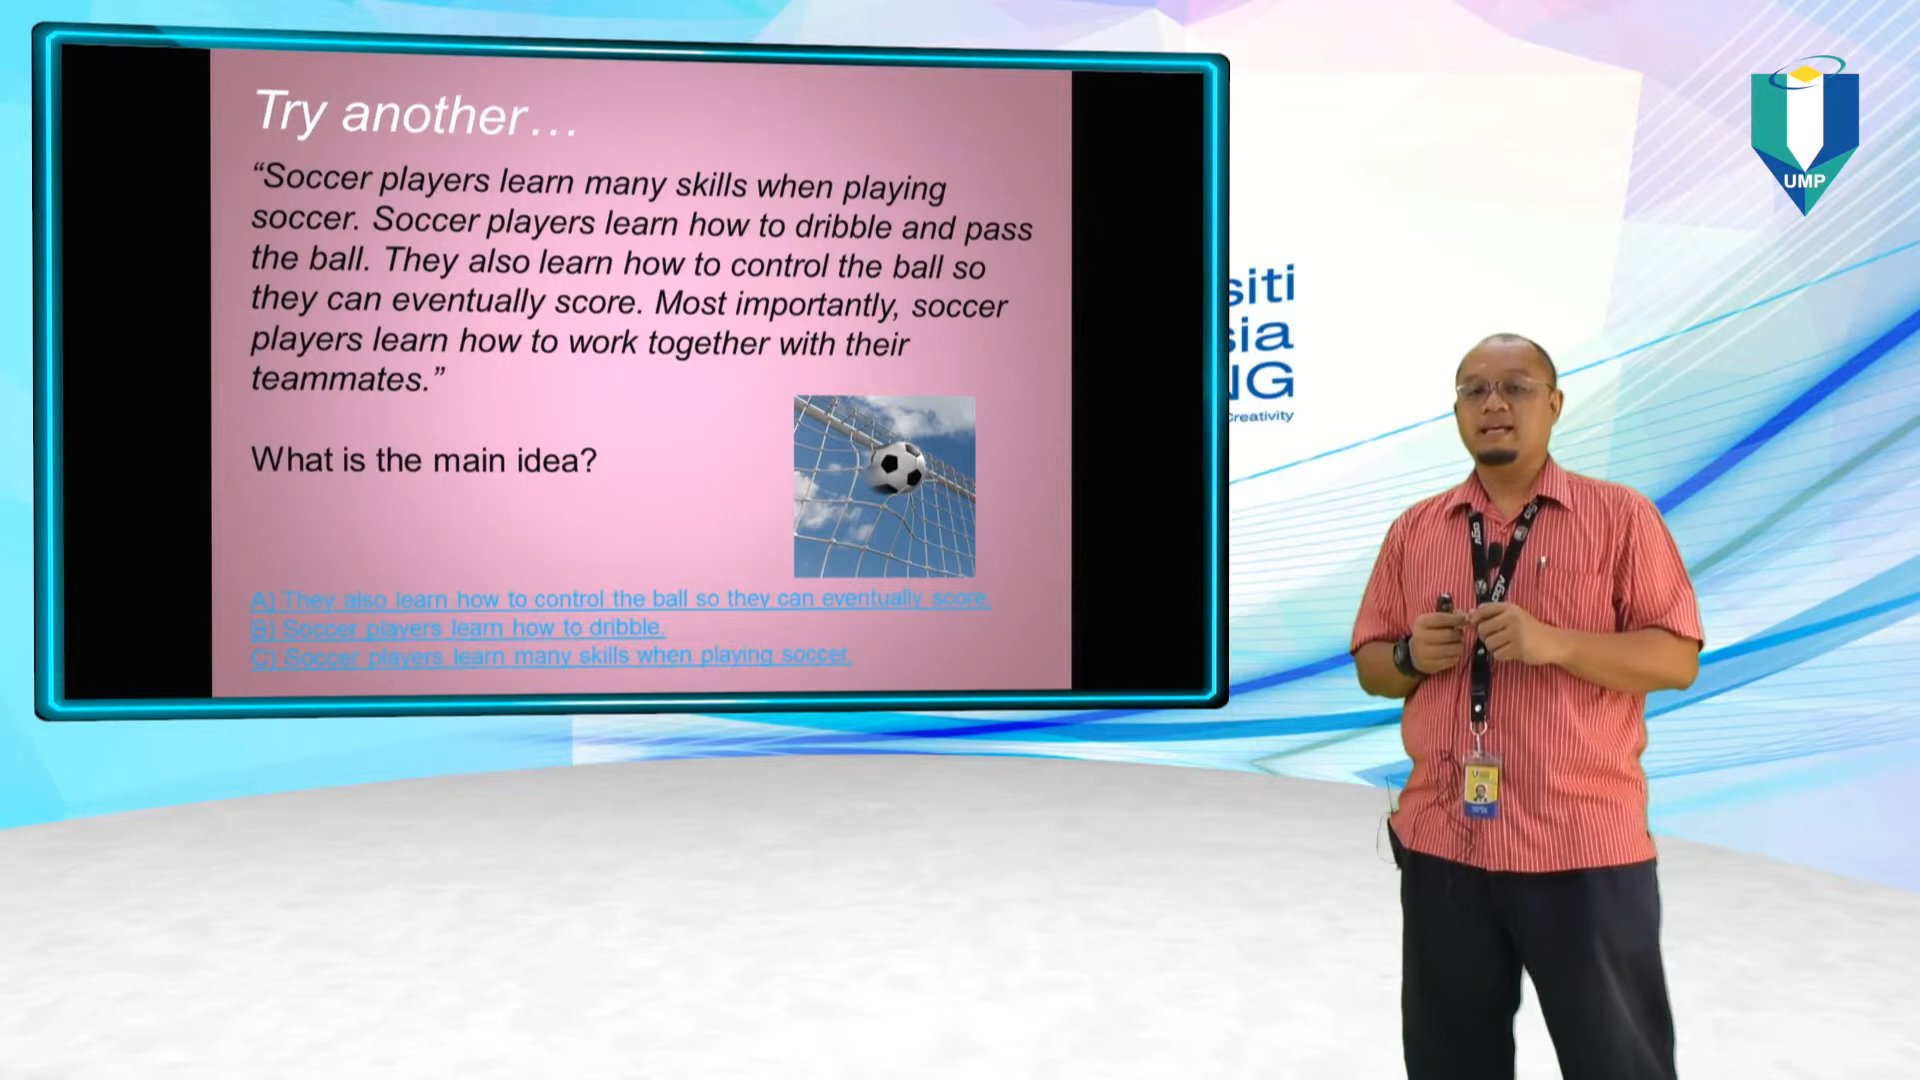 Try another…
“Soccer players learn many skills when playing
soccer. Soccer players learn how to dribble and pass
the ball. They also learn how to control the ball so
they can eventually score. Most importantly, soccer
players learn how to work together with their
teammates.”
What is the main idea?
A) They also learn how to control the ball so they can eventually score.
B) Soccer players learn how to dribble.
C) Soccer players learn many skills when playing soccer.
UMP
siti
sia
NG
Creativity